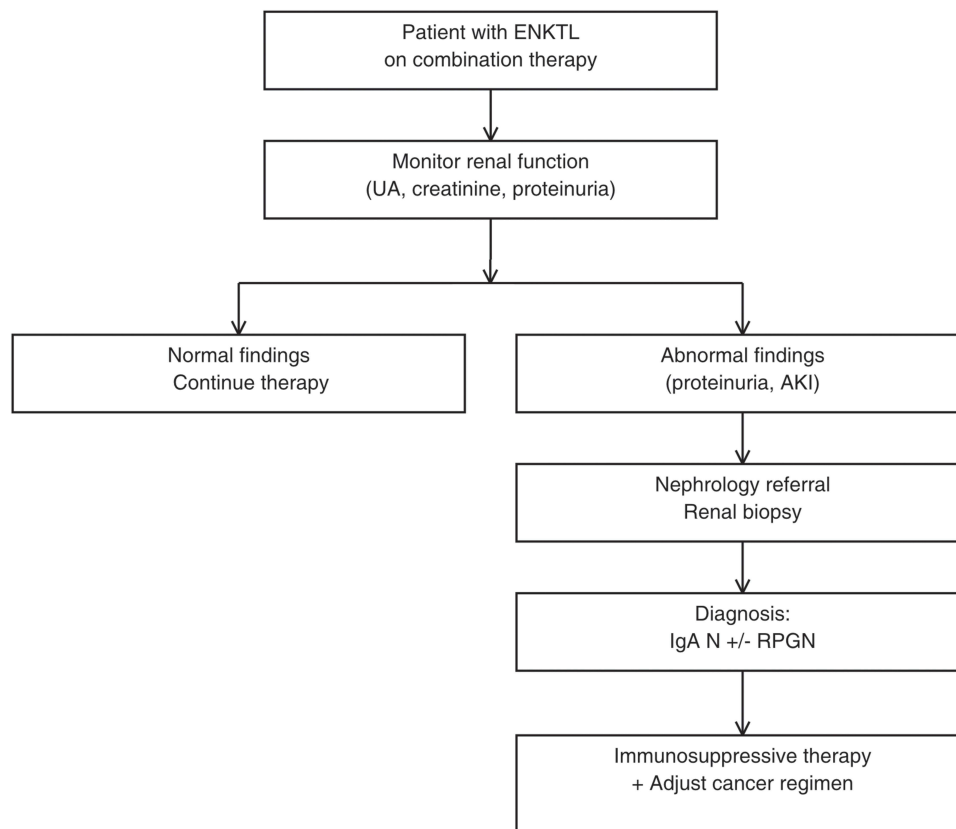 Patient with ENKTL
on combination therapy
Monitor renal function
(UA, creatinine, proteinuria)
Normal findings
Continue therapy
Abnormal findings
(proteinuria, AKI)
Nephrology referral
Renal biopsy
Diagnosis:
IgA N +/- RPGN
Immunosuppressive therapy
+ Adjust cancer regimen